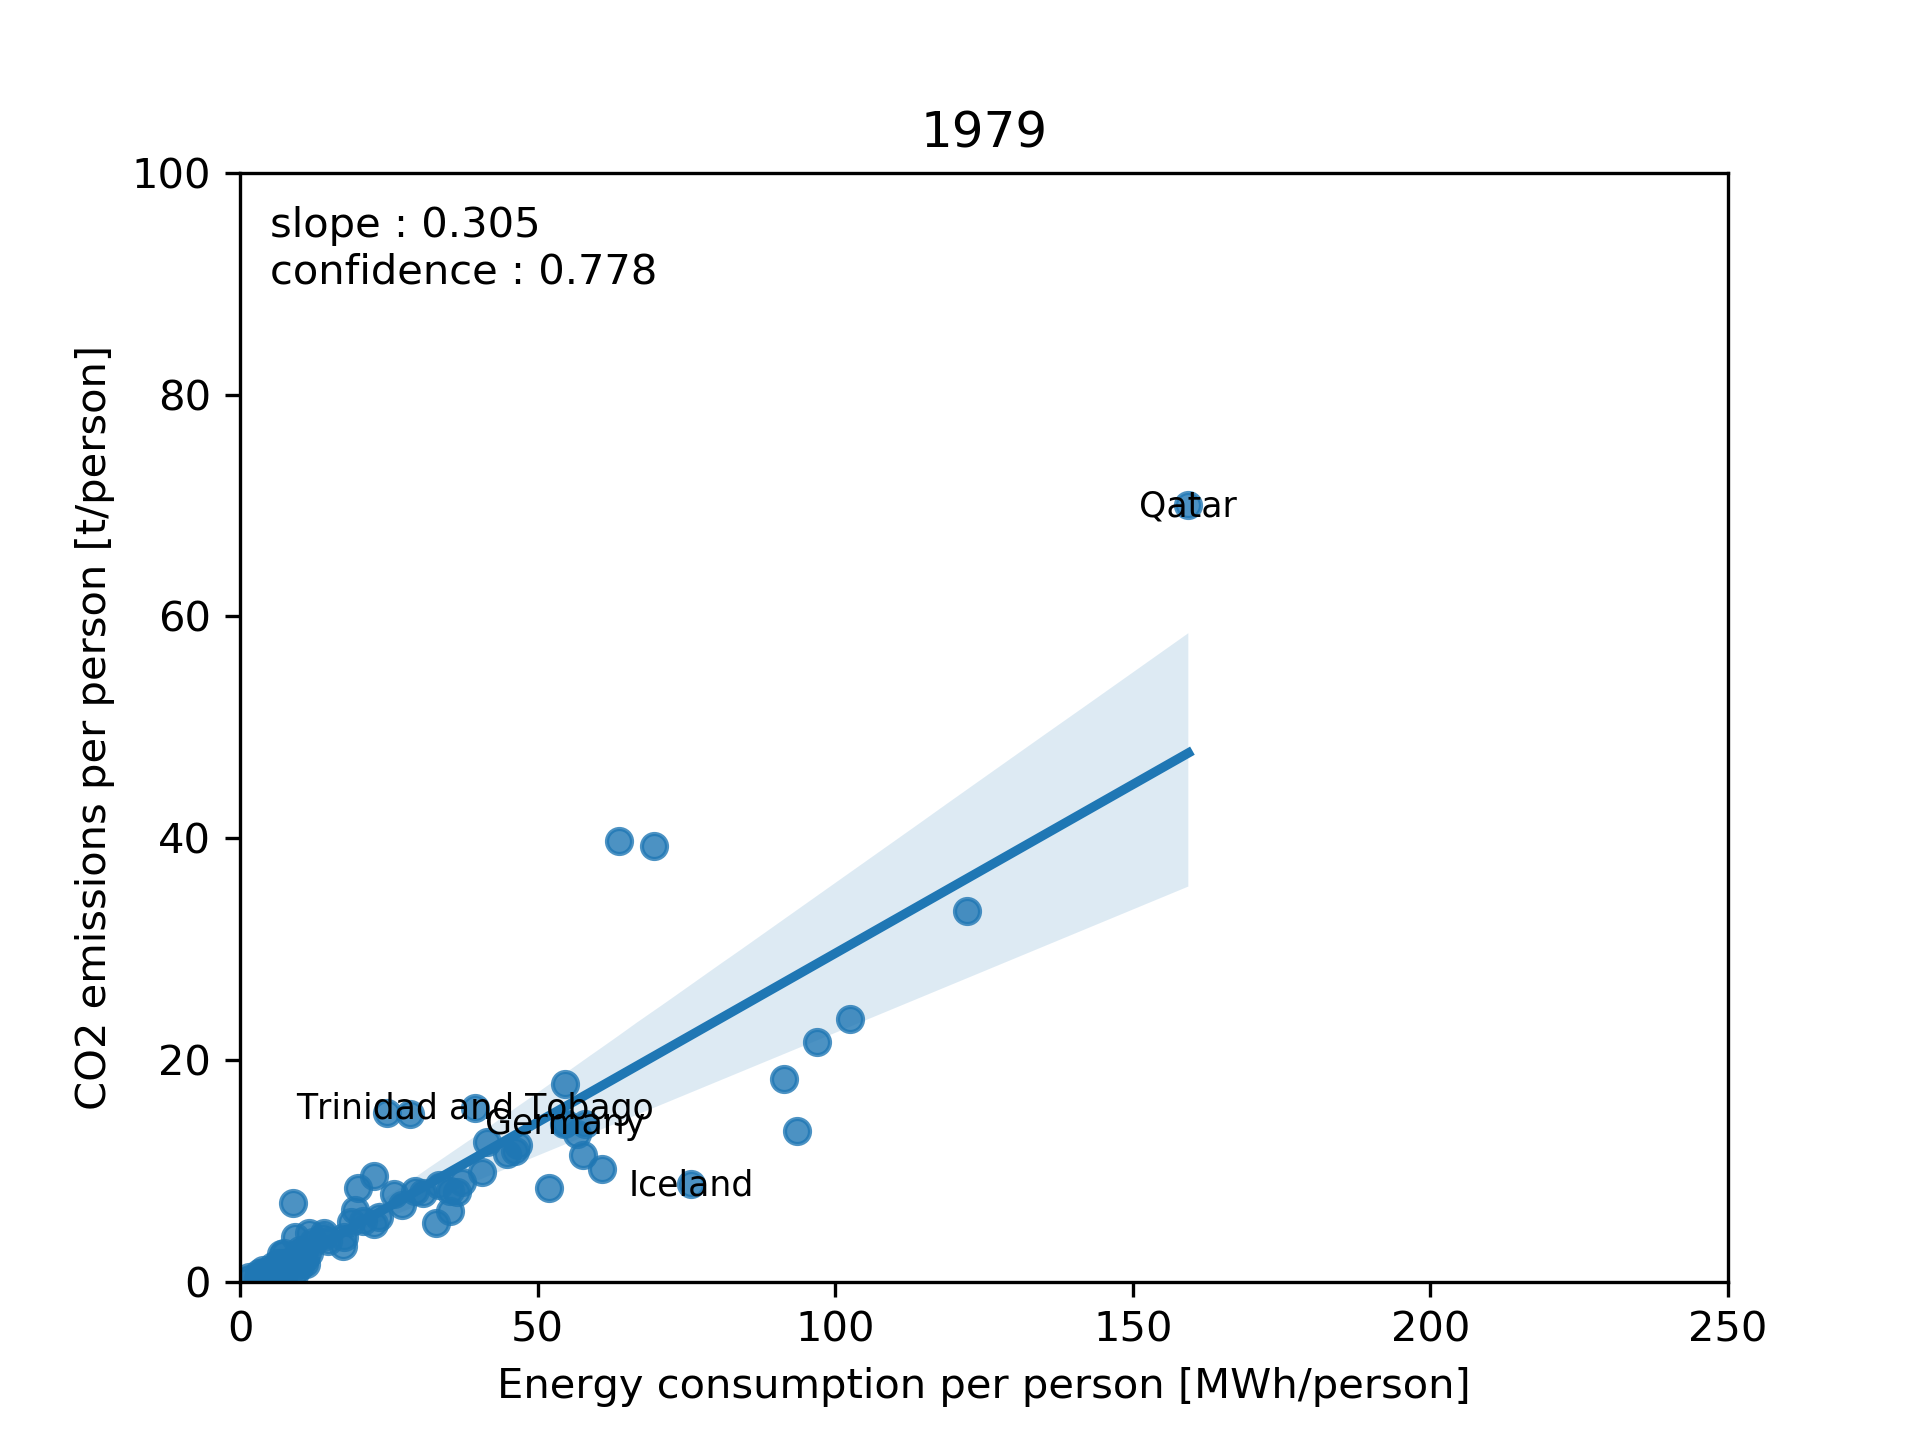 1979
slope : 0.305
confidence : 0.778
CO2 emissions per person [t/person]
100
80
60
40
20
0
Qatar
Trinidad and Tobago
Germany
Iceland
0 50 100 150 200 250
Energy consumption per person [MWh/person]